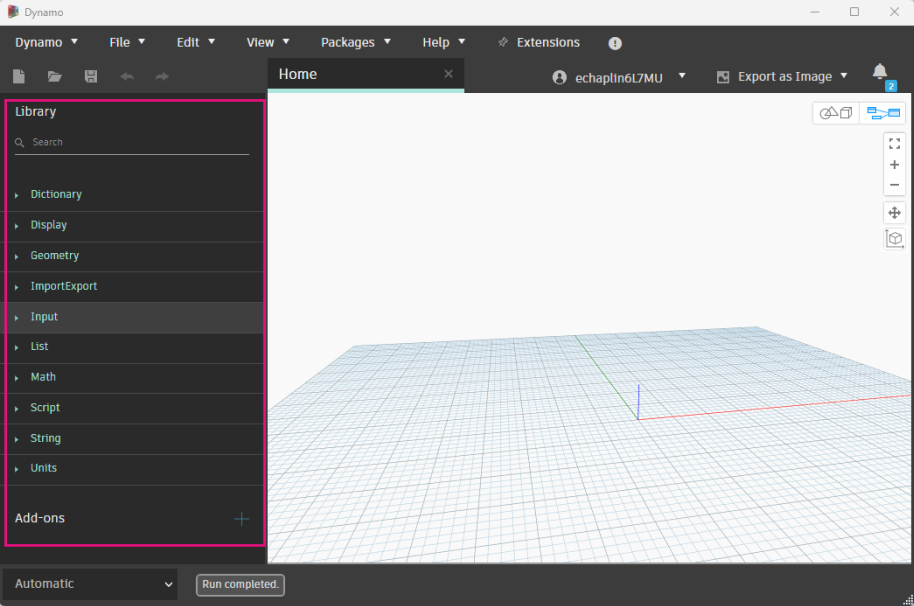 Dynamo
Dynamo File Edit View Packages Help Extensions
Home echaplin6L7MU Export as Image 2
Library
Search
Dictionary
Display
Geometry
ImportExport
Input
List
Math
Script
String
Units
Add-ons
Automatic Run completed.